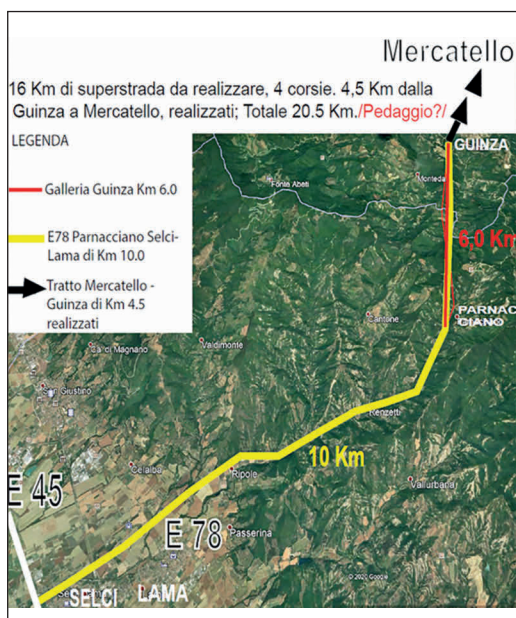 Mercatello
16 Km di superstrada da realizzare, 4 corsie. 4,5 Km dalla
Guinza a Mercatello, realizzati; Totale 20.5 Km./Pedaggio?/
LEGENDA
Galleria Guinza Km 6.0
E78 Parnacciano Selci-
Lama di Km 10.0
Tratto Mercatello -
Guinza di Km 4.5
realizzati
GUINZA
Fonte Abeti
6,0 Km
PARNAC
CIANO
Cantone
Valdimonte
Renzetti
10 Km
Celalba
Ripole
Vallurbana
E 45
E 78
Passerina
© 2020 Google
SELCI
LAMA